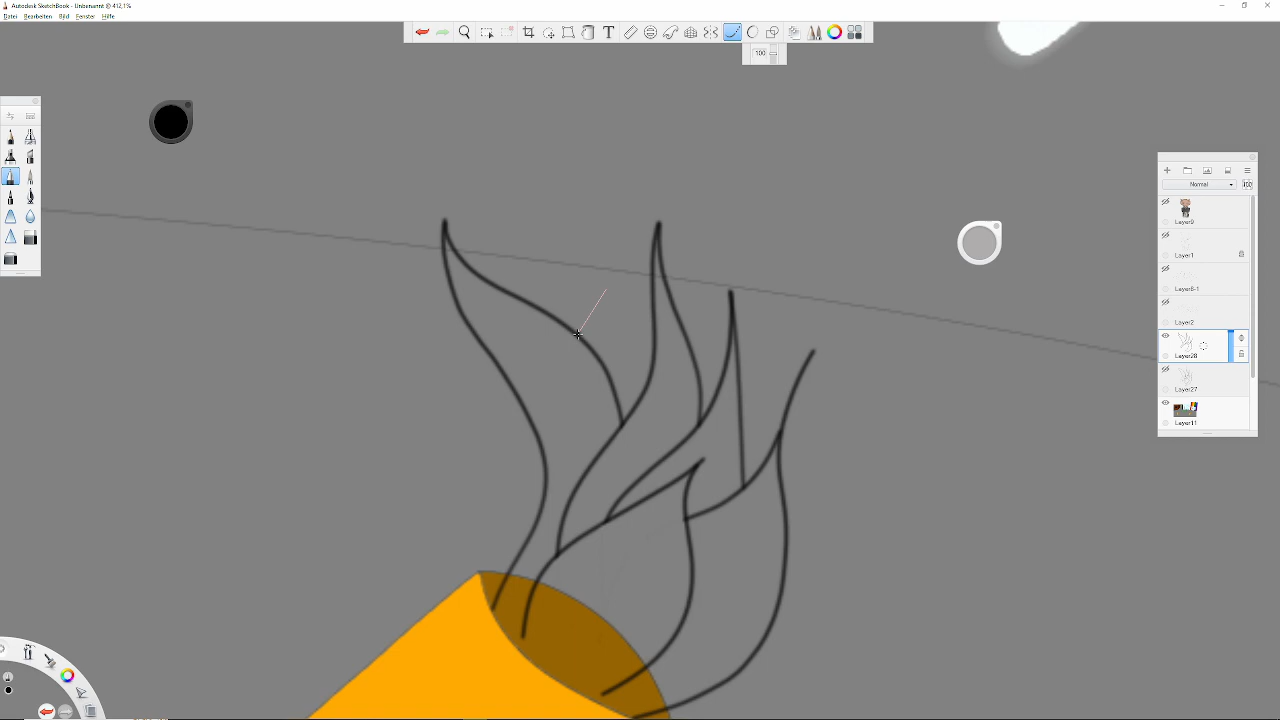 Autodesk SketchBook - Unbenannt @ 412,1%
Datei Bearbeiten Bild Fenster Hilfe
100
Normal 100
Layer9
Layer1
Layer8-1
Layer2
Layer28
Layer27
Layer11